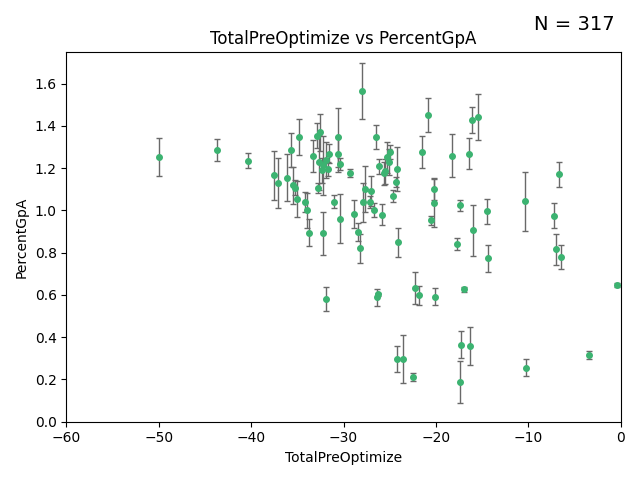 N = 317
TotalPreOptimize vs PercentGpA
PercentGpA
1.6
1.4
1.2
1.0
0.8
0.6
0.4
0.2
0.0
−60 −50 −40 −30 −20 −10 0
TotalPreOptimize